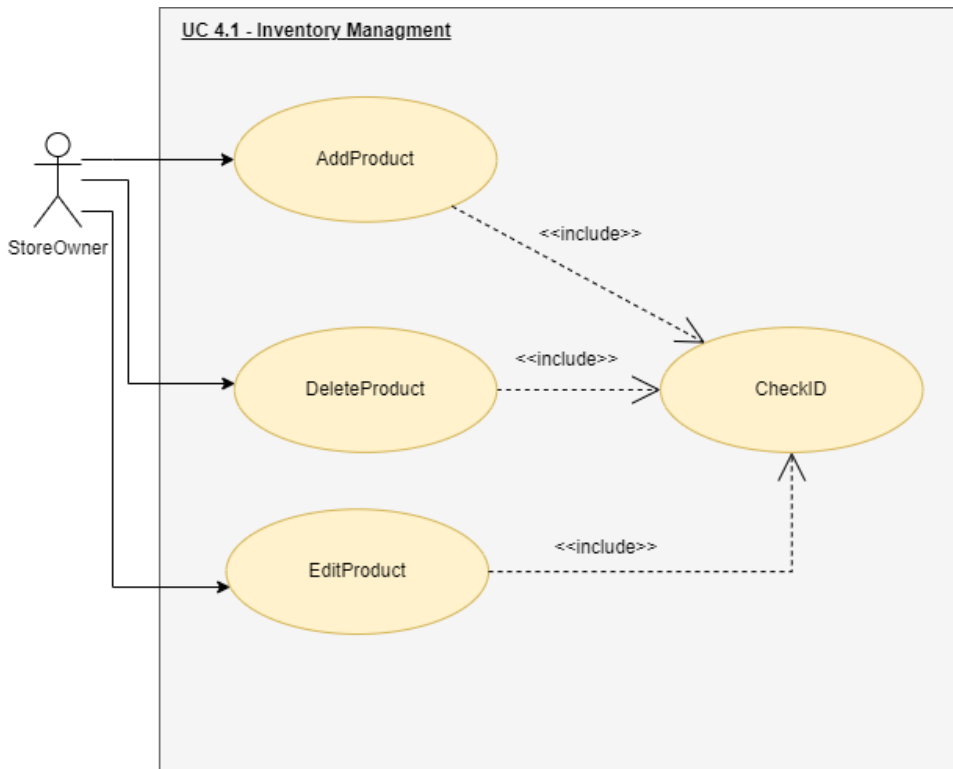 UC 4.1 - Inventory Managment
AddProduct
<<include>>
StoreOwner
<<include>>
DeleteProduct
CheckID
<<include>>
EditProduct